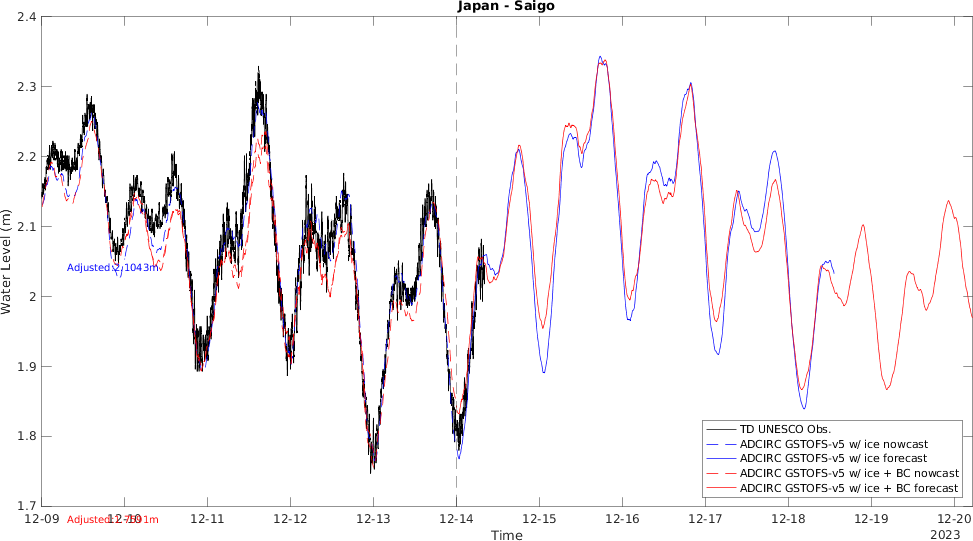 Japan - Saigo
2.4
2.3
2.2
2.1
2
1.9
1.8
1.7
Water Level (m)
Adjusted 2.1043m
TD UNESCO Obs.
ADCIRC GSTOFS-v5 w/ ice nowcast
ADCIRC GSTOFS-v5 w/ ice forecast
ADCIRC GSTOFS-v5 w/ ice + BC nowcast
ADCIRC GSTOFS-v5 w/ ice + BC forecast
12-09 12-10 12-11 12-12 12-13 12-14 12-15 12-16 12-17 12-18 12-19 12-20
Adjusted
Time
2023